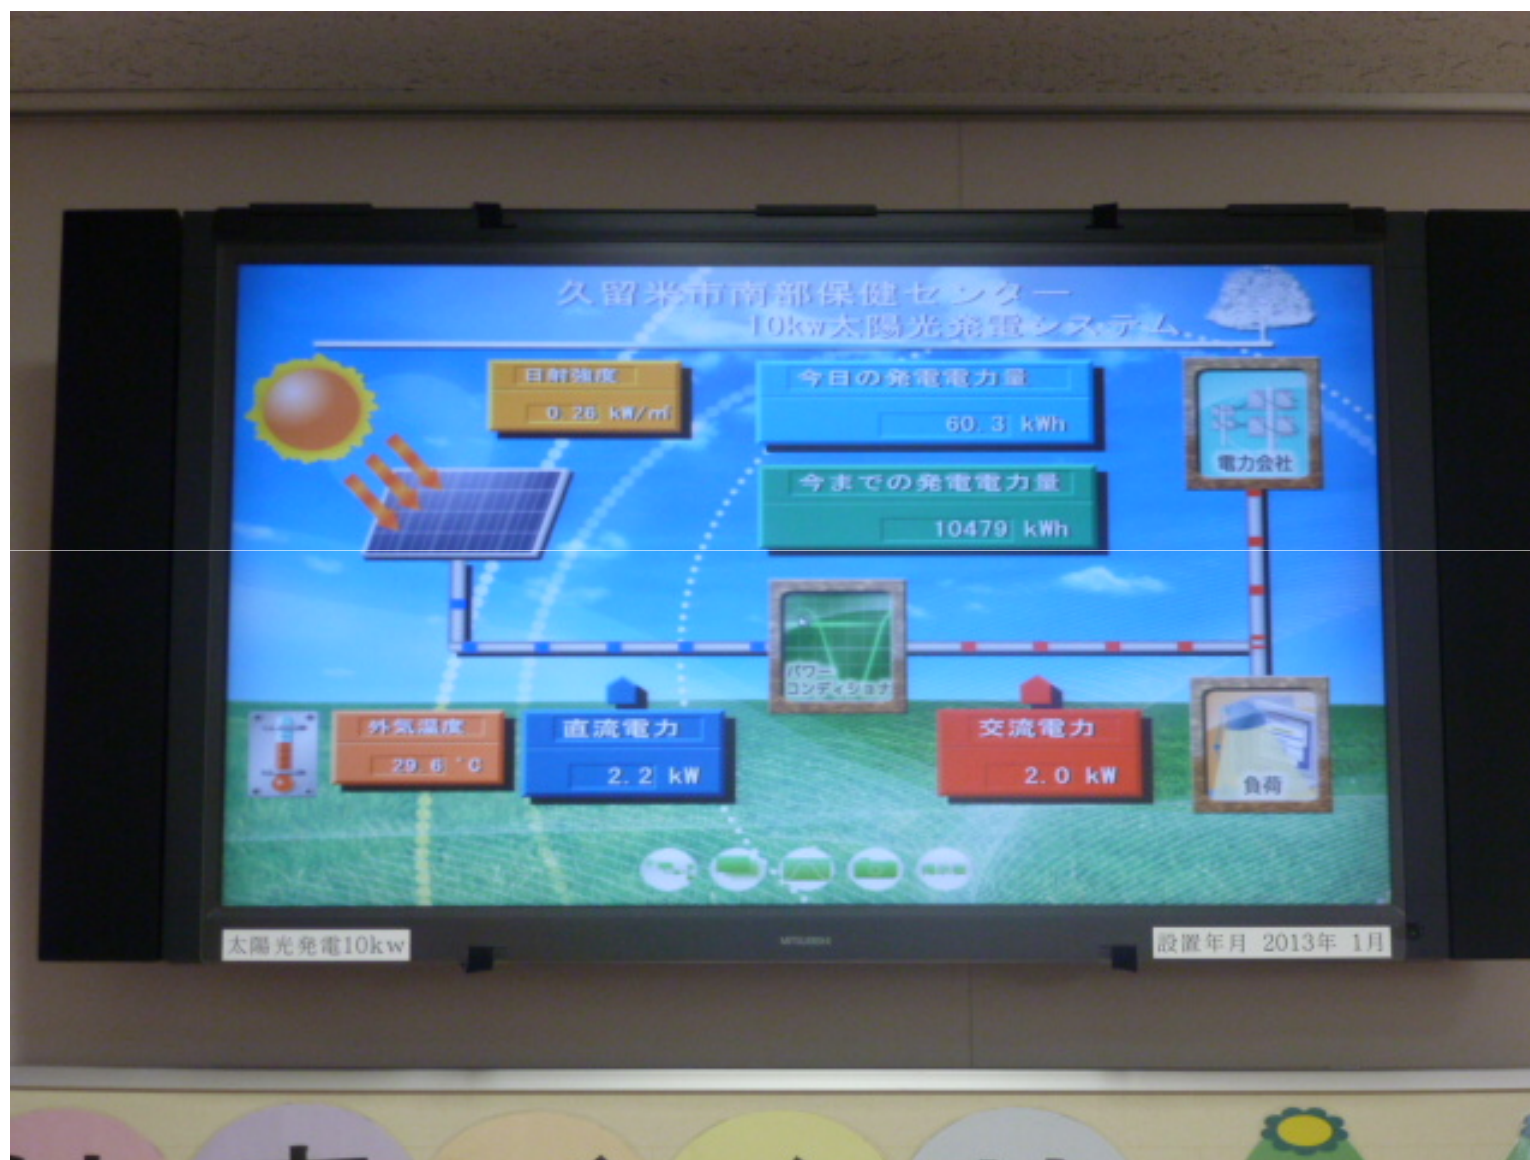 久留米市南部保健センター
10kw太陽光発電システム
日射強度
0.26 kW/㎡
今日の発電電力量
60.3 kWh
今までの発電電力量
10479 kWh
電力会社
パワー
コンディショナ
外気温度
29.6 ℃
直流電力
2.2 kW
交流電力
2.0 kW
負荷
MITSUBISHI
太陽光発電10kw
設置年月 2013年 1月